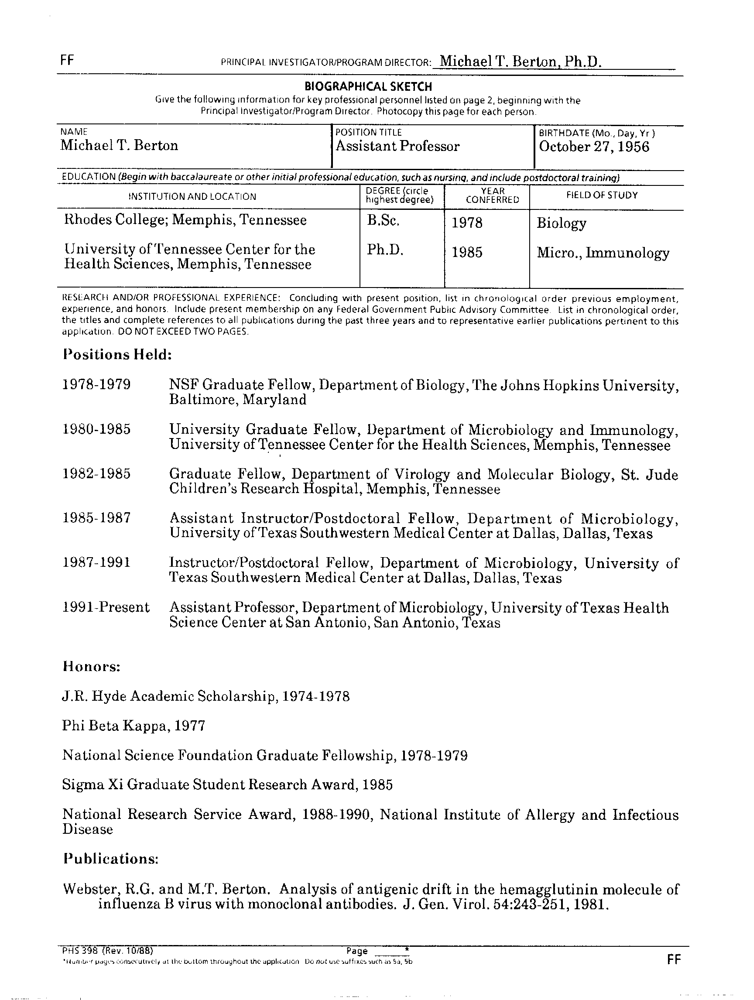 FF
PRINCIPAL INVESTIGATOR/PROGRAM DIRECTOR: Michael T. Berton, Ph.D.
BIOGRAPHICAL SKETCH
Give the following information for key professional personnel listed on page 2, beginning with the
Principal Investigator/Program Director. Photocopy this page for each person.
NAME
Michael T. Berton
POSITION TITLE
Assistant Professor
BIRTHDATE (Mo., Day, Yr.)
October 27, 1956
EDUCATION (Begin with baccalaureate or other initial professional education, such as nursing, and include postdoctoral training)
INSTITUTION AND LOCATION
DEGREE (circle
highest degree)
YEAR
CONFERRED
FIELD OF STUDY
Rhodes College; Memphis, Tennessee B.Sc. 1978 Biology
University of Tennessee Center for the Ph.D. 1985 Micro., Immunology
Health Sciences, Memphis, Tennessee
RESEARCH AND/OR PROFESSIONAL EXPERIENCE: Concluding with present position, list in chronological order previous employment,
experience, and honors. Include present membership on any Federal Government Public Advisory Committee. List in chronological order,
the titles and complete references to all publications during the past three years and to representative earlier publications pertinent to this
application. DO NOT EXCEED TWO PAGES.
Positions Held:
1978-1979 NSF Graduate Fellow, Department of Biology, The Johns Hopkins University,
Baltimore, Maryland
1980-1985 University Graduate Fellow, Department of Microbiology and Immunology,
University of Tennessee Center for the Health Sciences, Memphis, Tennessee
1982-1985 Graduate Fellow, Department of Virology and Molecular Biology, St. Jude
Children's Research Hospital, Memphis, Tennessee
1985-1987 Assistant Instructor/Postdoctoral Fellow, Department of Microbiology,
University of Texas Southwestern Medical Center at Dallas, Dallas, Texas
1987-1991 Instructor/Postdoctoral Fellow, Department of Microbiology, University of
Texas Southwestern Medical Center at Dallas, Dallas, Texas
1991-Present Assistant Professor, Department of Microbiology, University of Texas Health
Science Center at San Antonio, San Antonio, Texas
Honors:
J.R. Hyde Academic Scholarship, 1974-1978
Phi Beta Kappa, 1977
National Science Foundation Graduate Fellowship, 1978-1979
Sigma Xi Graduate Student Research Award, 1985
National Research Service Award, 1988-1990, National Institute of Allergy and Infectious
Disease
Publications:
Webster, R.G. and M.T. Berton. Analysis of antigenic drift in the hemagglutinin molecule of
influenza B virus with monoclonal antibodies. J. Gen. Virol. 54:243-251, 1981.
PHS 398 (Rev. 10/88) Page *
*Number pages consecutively at the bottom throughout the application. Do not use suffixes such as 5a, 5b
FF